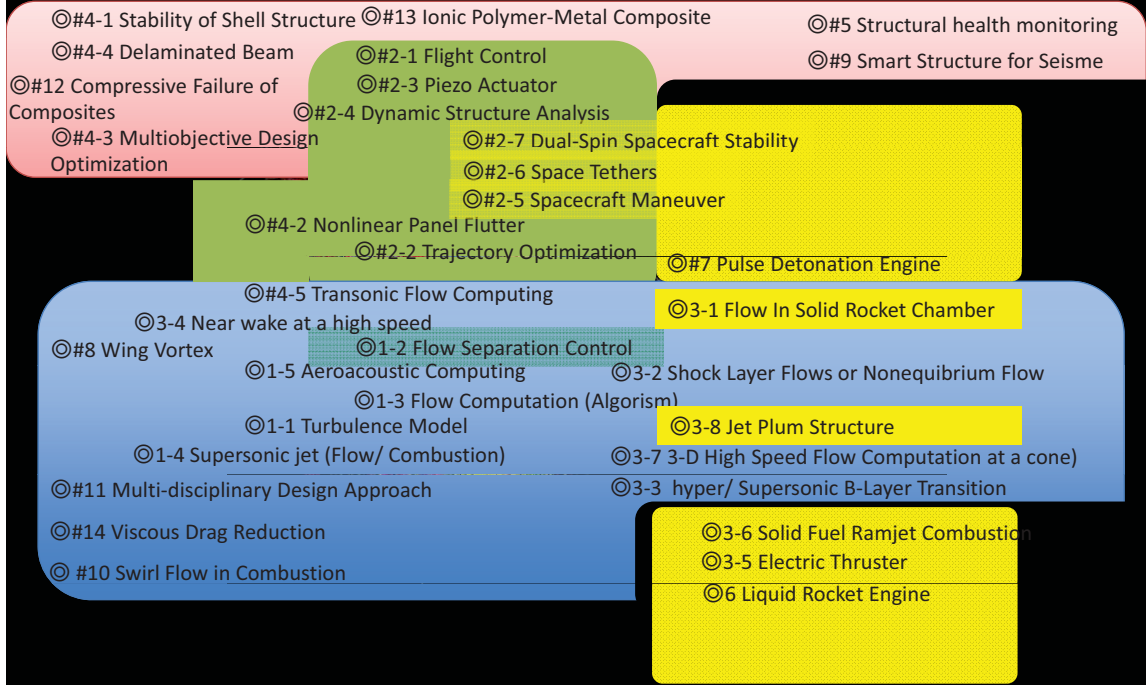 ◎#4-1 Stability of Shell Structure
◎#13 Ionic Polymer-Metal Composite
◎#5 Structural health monitoring
◎#4-4 Delaminated Beam
◎#2-1 Flight Control
◎#9 Smart Structure for Seisme
◎#12 Compressive Failure of
Composites
◎#2-3 Piezo Actuator
◎#2-4 Dynamic Structure Analysis
◎#4-3 Multiobjective Design
Optimization
◎#2-7 Dual-Spin Spacecraft Stability
◎#2-6 Space Tethers
◎#2-5 Spacecraft Maneuver
◎#4-2 Nonlinear Panel Flutter
◎#2-2 Trajectory Optimization
◎#7 Pulse Detonation Engine
◎#4-5 Transonic Flow Computing
◎3-1 Flow In Solid Rocket Chamber
◎3-4 Near wake at a high speed
◎#8 Wing Vortex
◎1-2 Flow Separation Control
◎1-5 Aeroacoustic Computing
◎3-2 Shock Layer Flows or Nonequibrium Flow
◎1-3 Flow Computation (Algorism)
◎1-1 Turbulence Model
◎3-8 Jet Plum Structure
◎1-4 Supersonic jet (Flow/ Combustion)
◎3-7 3-D High Speed Flow Computation at a cone)
◎#11 Multi-disciplinary Design Approach
◎3-3 hyper/ Supersonic B-Layer Transition
◎#14 Viscous Drag Reduction
◎3-6 Solid Fuel Ramjet Combustion
◎3-5 Electric Thruster
◎ #10 Swirl Flow in Combustion
◎6 Liquid Rocket Engine